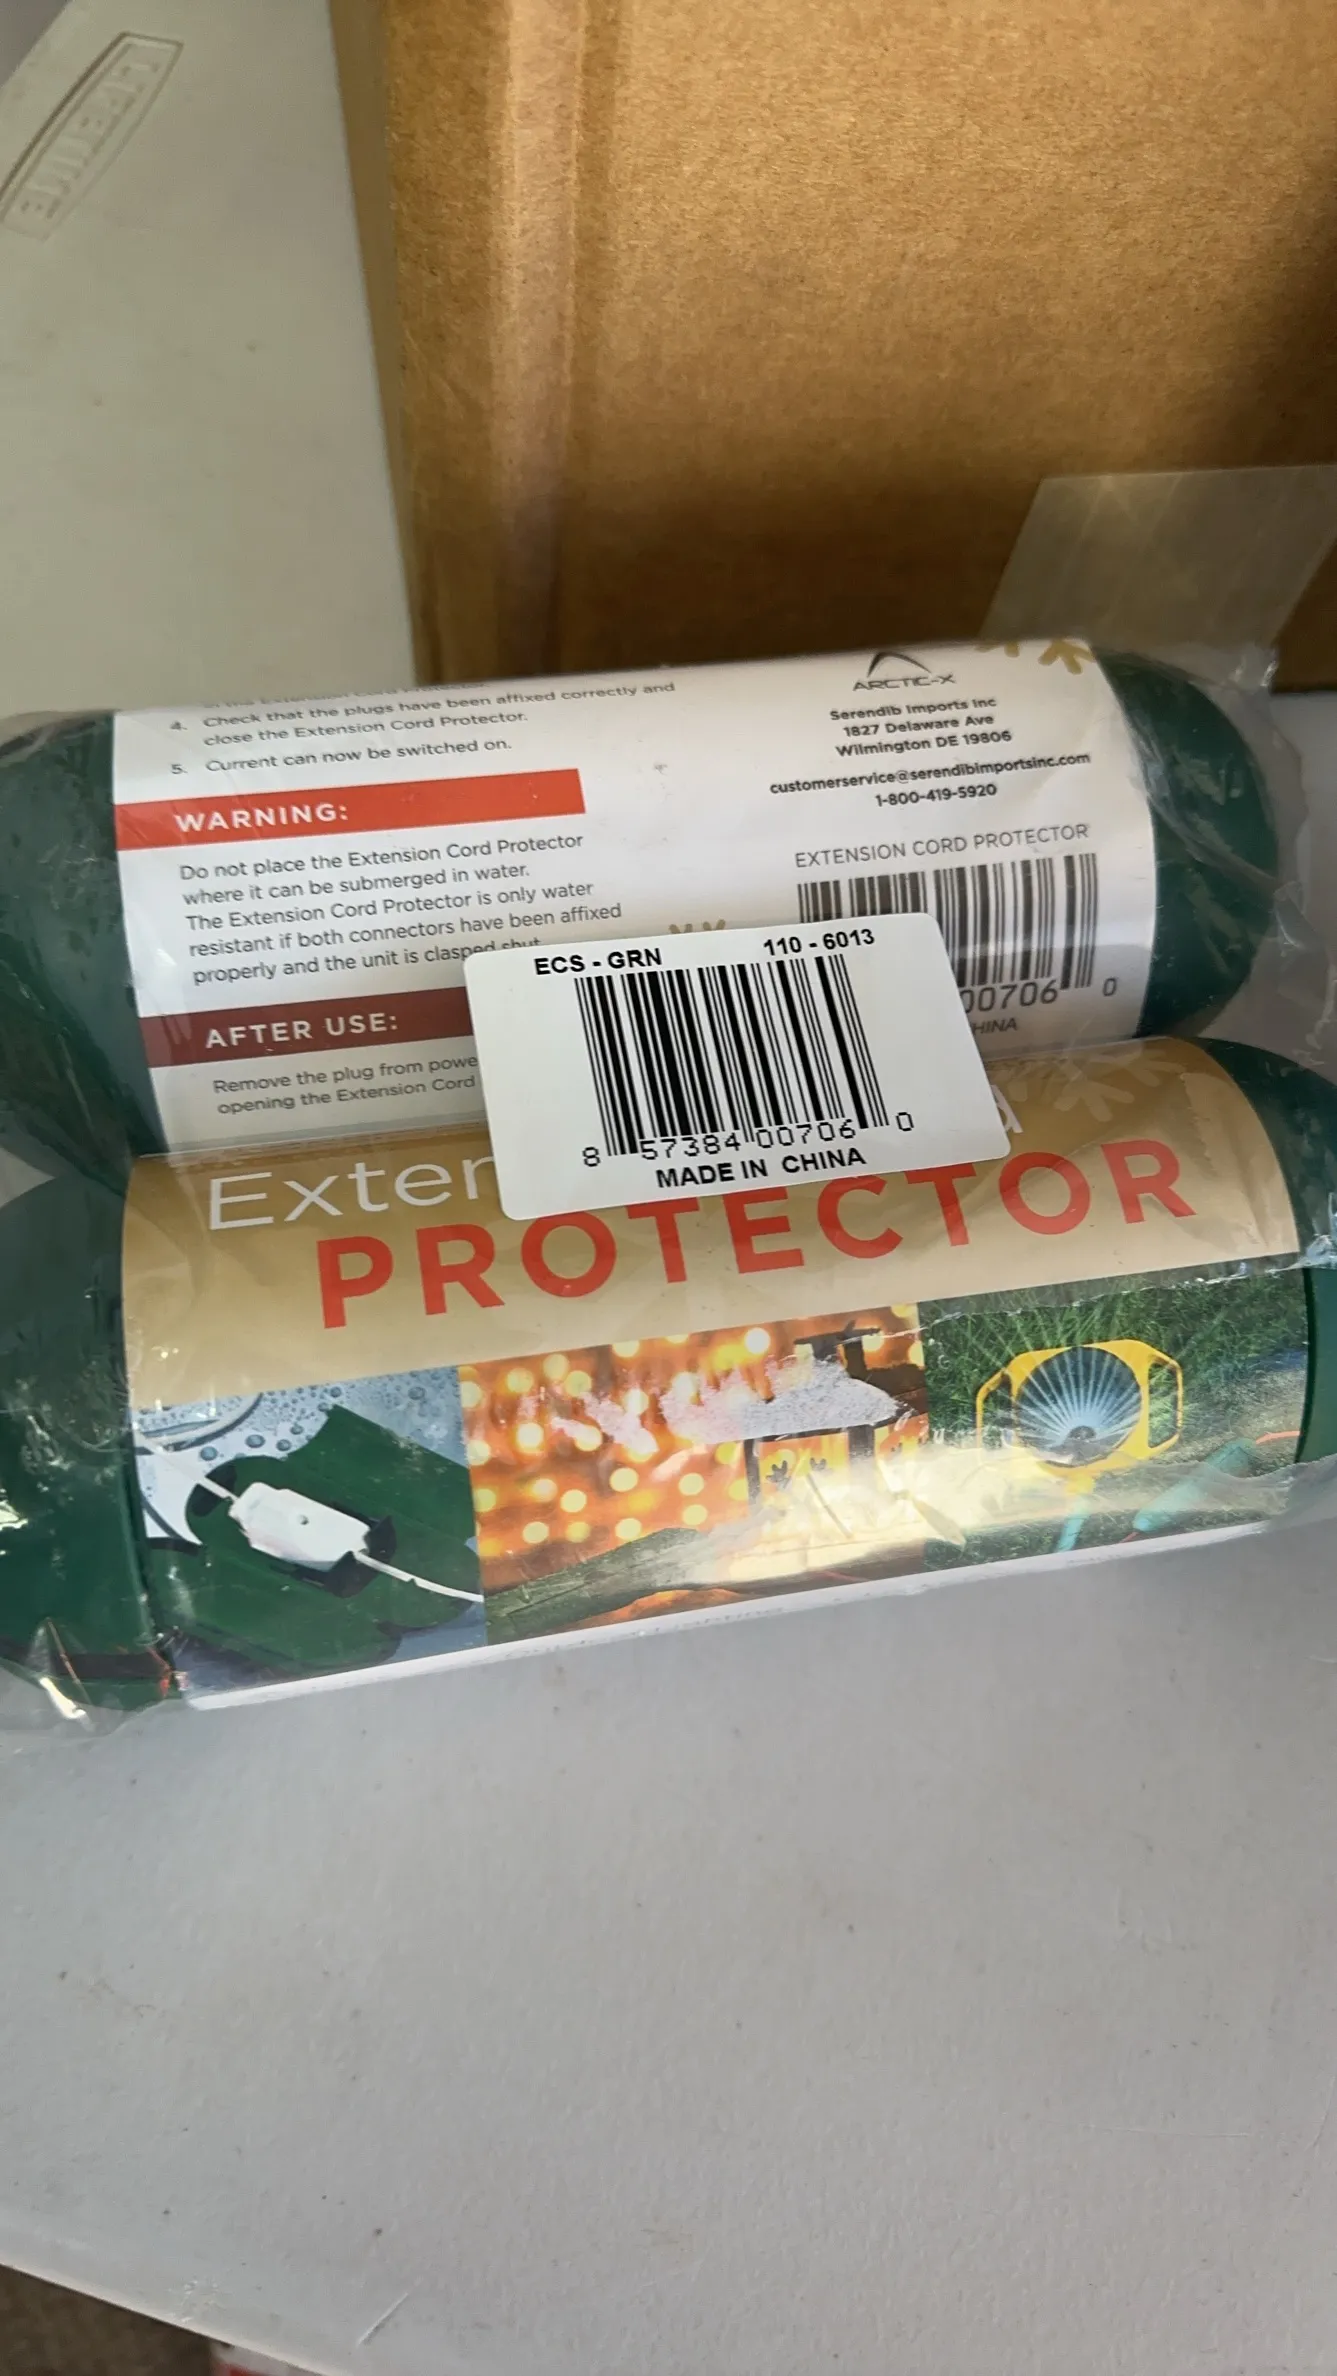 LIFETIME
4. Check that the plugs have been affixed correctly and
close the Extension Cord Protector.
5. Current can now be switched on.
WARNING:
Do not place the Extension Cord Protector
where it can be submerged in water.
The Extension Cord Protector is only water
resistant if both connectors have been affixed
properly and the unit is clasped shut
AFTER USE:
Remove the plug from powe
opening the Extension Cord
ARCTIC-X
Serendib Imports Inc
1827 Delaware Ave
Wilmington DE 19806
customerservice@serendibimportsinc.com
1-800-419-5920
EXTENSION CORD PROTECTOR
00706 0
HINA
ECS - GRN 110 - 6013
8 57384 00706 0
MADE IN CHINA
Exten
PROTECTOR